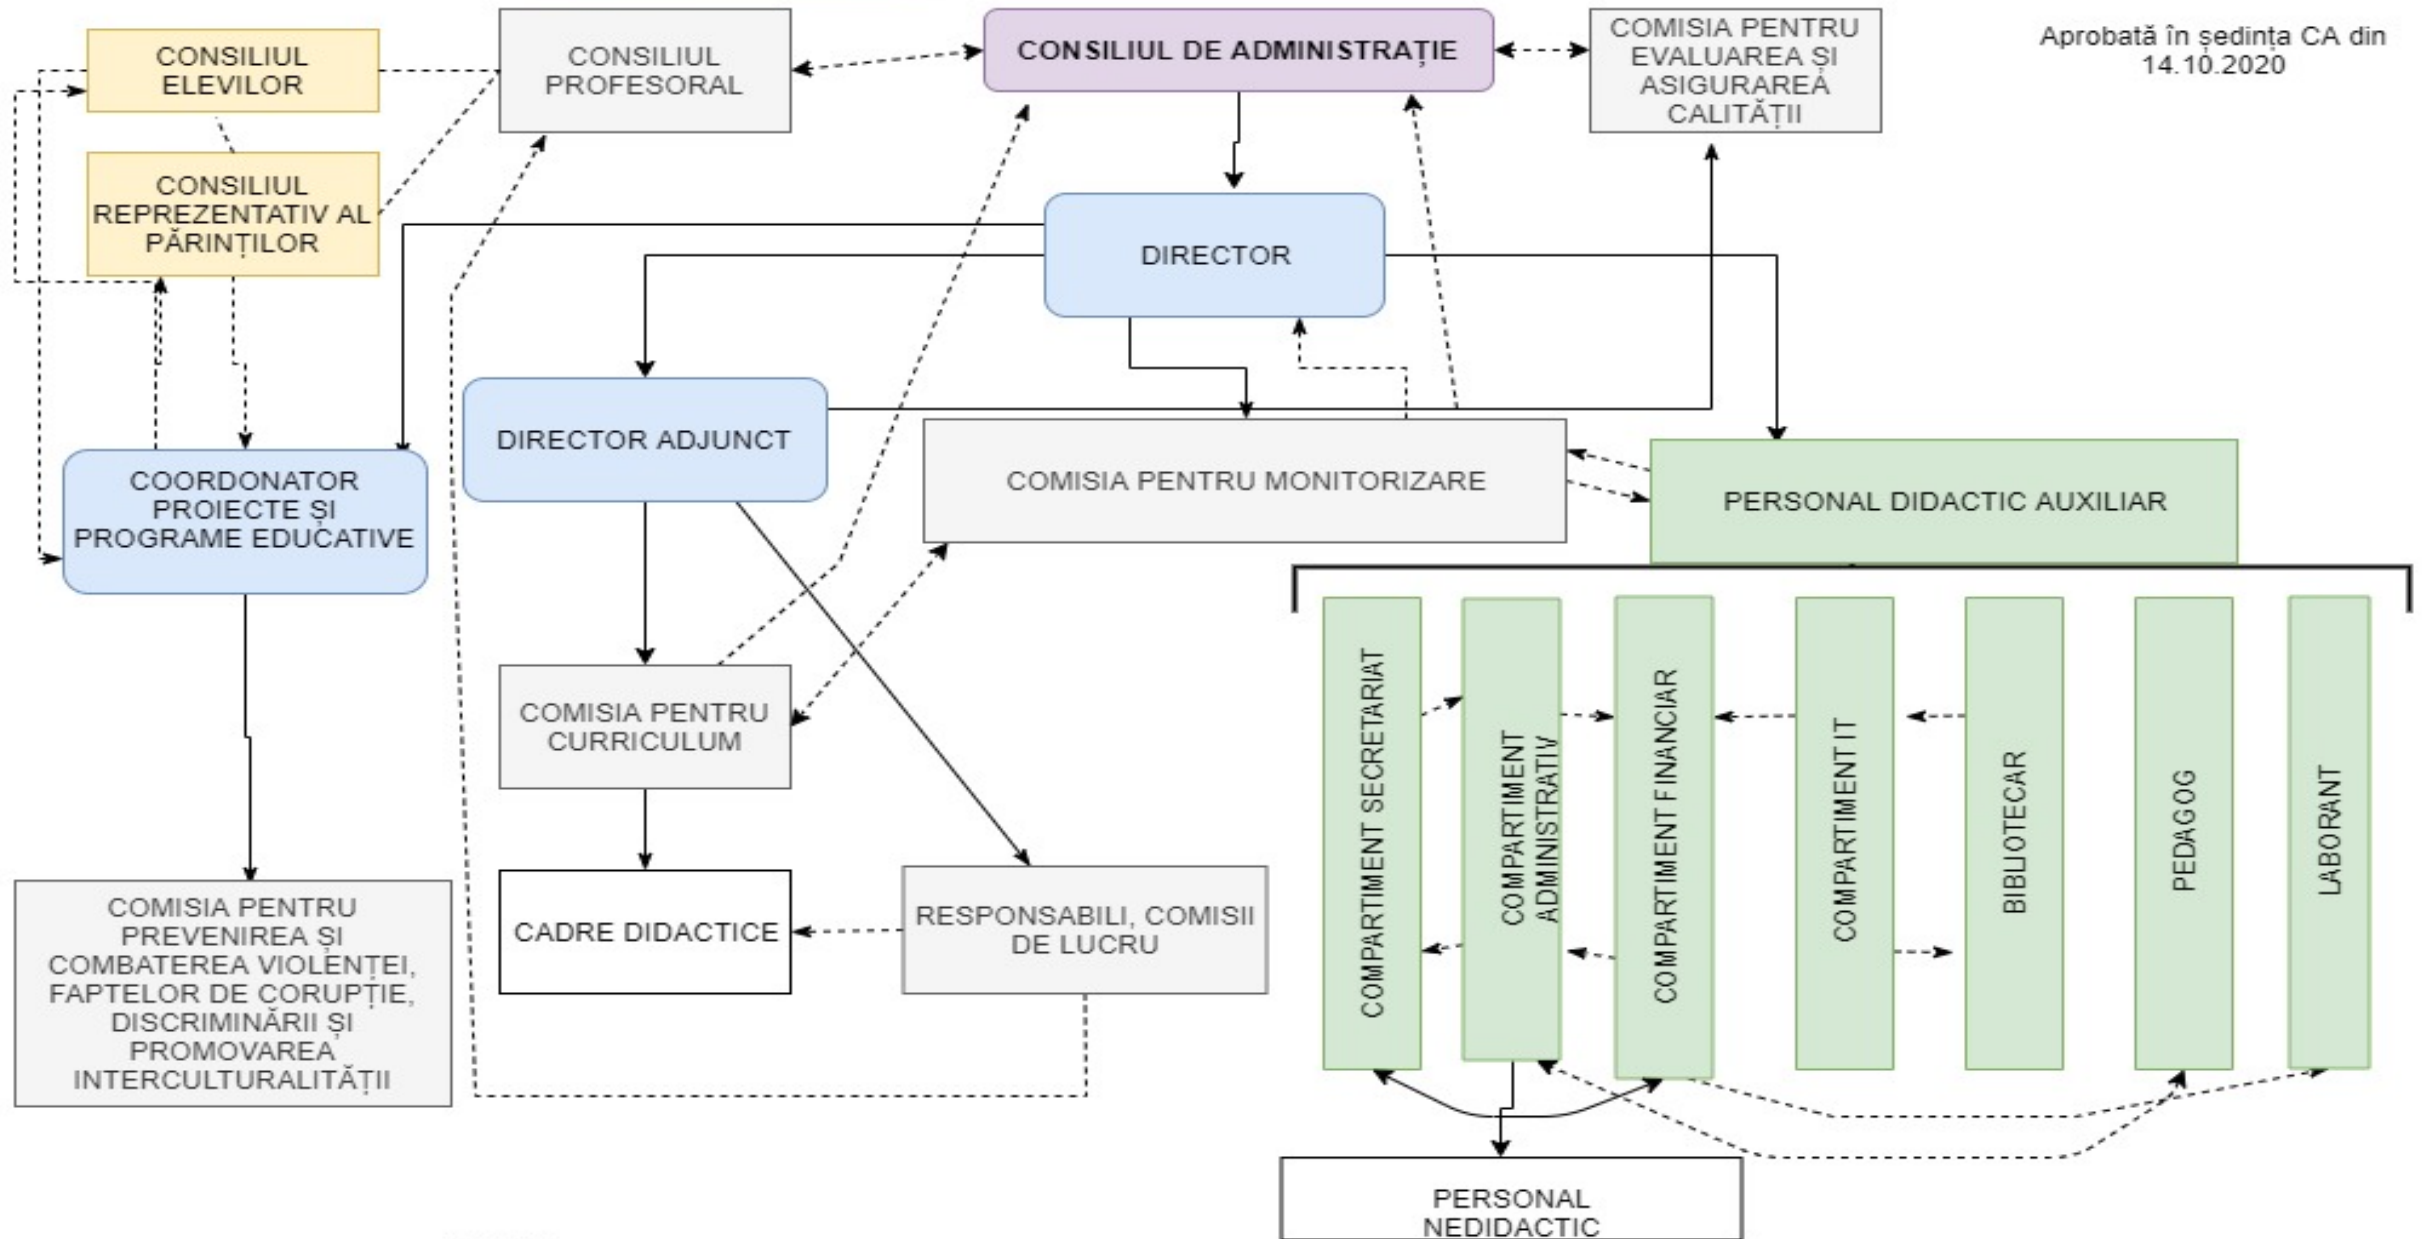 CONSILIUL
ELEVILOR
CONSILIUL
PROFESORAL
CONSILIUL DE ADMINISTRAȚIE
COMISIA PENTRU
EVALUAREA ȘI
ASIGURAREA
CALITĂȚII
Aprobată în ședința CA din
14.10.2020
CONSILIUL
REPREZENTATIV AL
PĂRINȚILOR
DIRECTOR
DIRECTOR ADJUNCT
COORDONATOR
PROIECTE ȘI
PROGRAME EDUCATIVE
COMISIA PENTRU MONITORIZARE
PERSONAL DIDACTIC AUXILIAR
COMISIA PENTRU
CURRICULUM
COMPARTIMENT SECRETARIAT
COMPARTIMENT
ADMINISTRATIV
COMPARTIMENT FINANCIAR
COMPARTIMENT IT
BIBLIOTECAR
PEDAGOG
LABORANT
COMISIA PENTRU
PREVENIREA ȘI
COMBATEREA VIOLENȚEI,
FAPTELOR DE CORUPȚIE,
DISCRIMINĂRII ȘI
PROMOVAREA
INTERCULTURALITĂȚII
CADRE DIDACTICE
RESPONSABILI, COMISII
DE LUCRU
PERSONAL
NEDIDACTIC